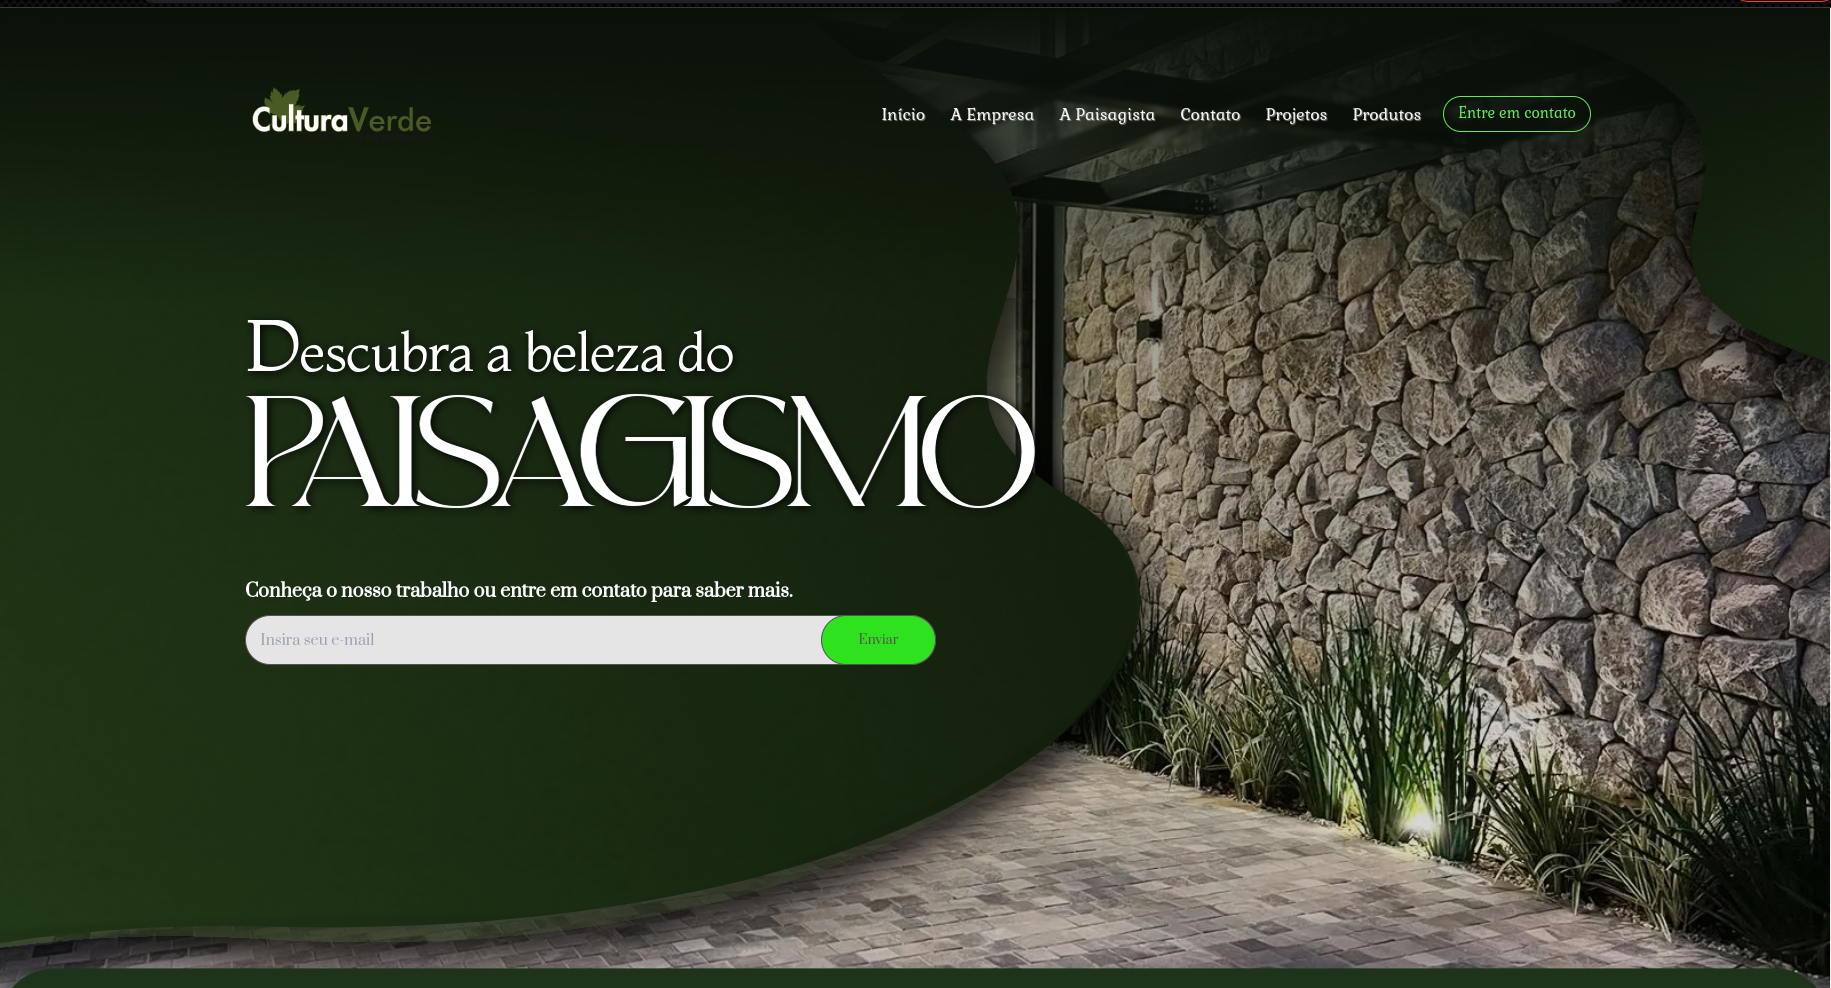 CulturaVerde
Início A Empresa A Paisagista Contato Projetos Produtos Entre em contato
Descubra a beleza do
PAISAGISMO
Conheça o nosso trabalho ou entre em contato para saber mais.
Insira seu e-mail Enviar